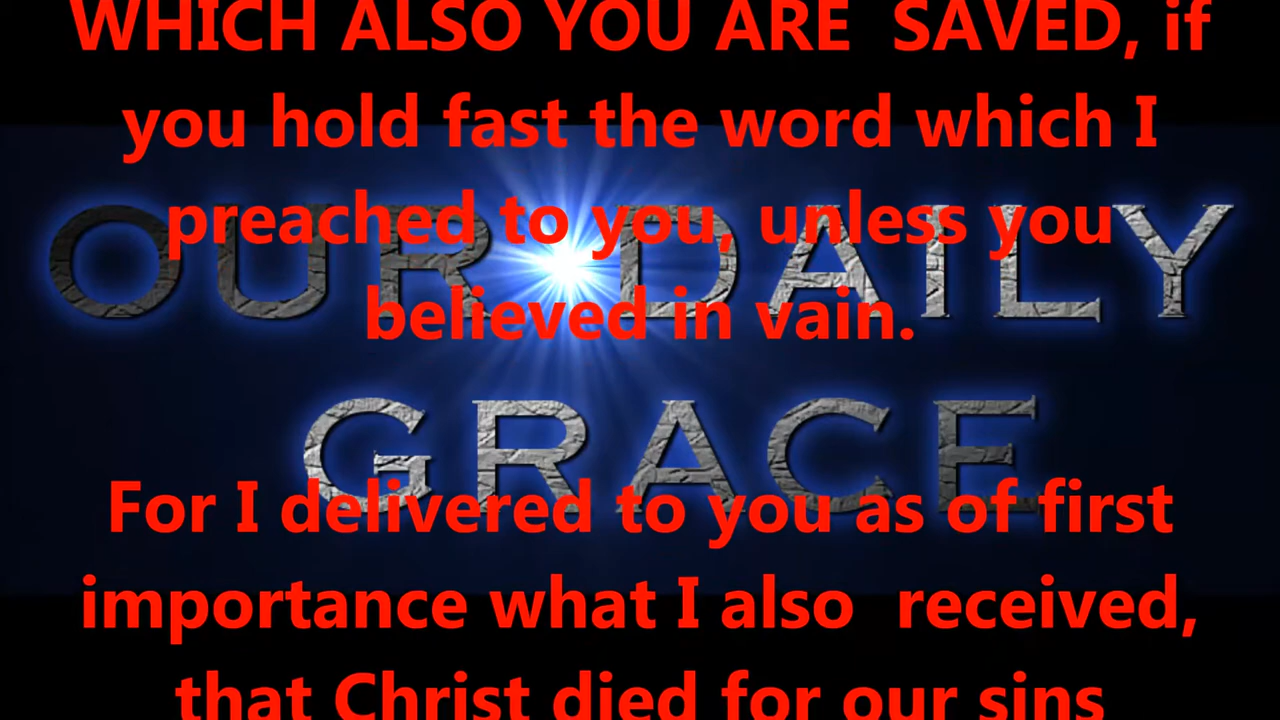 WHICH ALSO YOU ARE SAVED, if
you hold fast the word which I
preached to you, unless you
believed in vain.
OUR DAILY
GRACE
For I delivered to you as of first
importance what I also received,
that Christ died for our sins